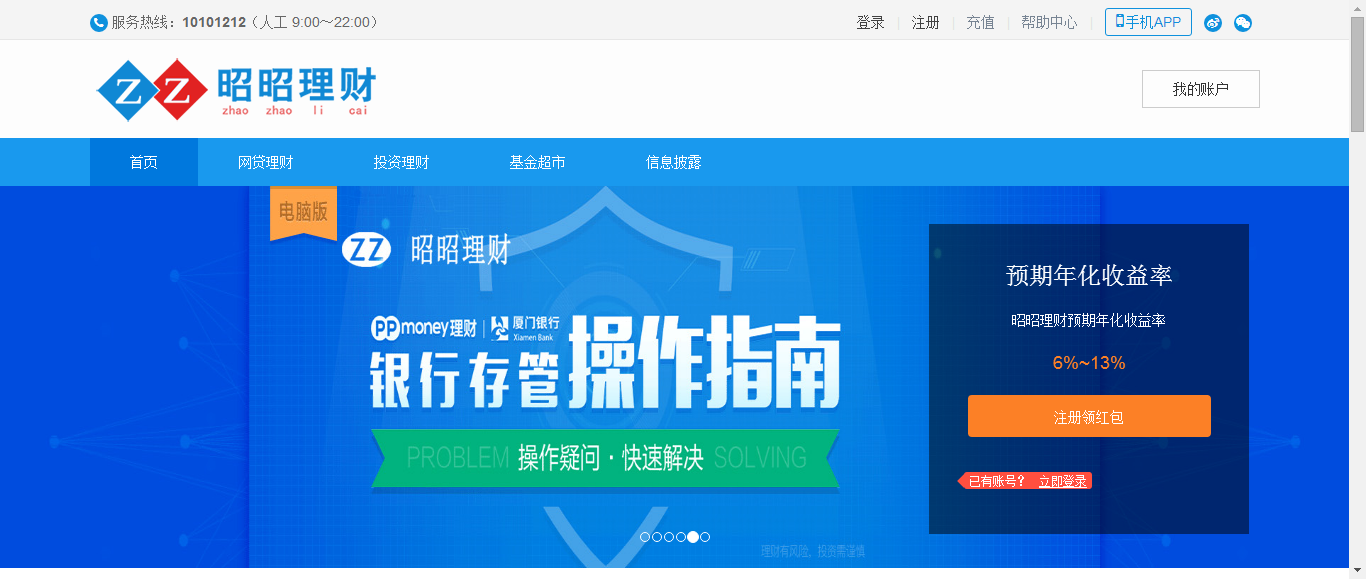 服务热线：10101212（人工 9:00～22:00）
登录 注册 充值 帮助中心 手机APP
ZZ 昭昭理财
zhao zhao li cai
我的账户
首页 网贷理财 投资理财 基金超市 信息披露
电脑版
ZZ 昭昭理财
PPmoney理财 厦门银行
Xiamen Bank
银行存管操作指南
PROBLEM 操作疑问·快速解决 SOLVING
理财有风险，投资需谨慎
预期年化收益率
昭昭理财预期年化收益率
6%~13%
注册领红包
已有账号？ 立即登录